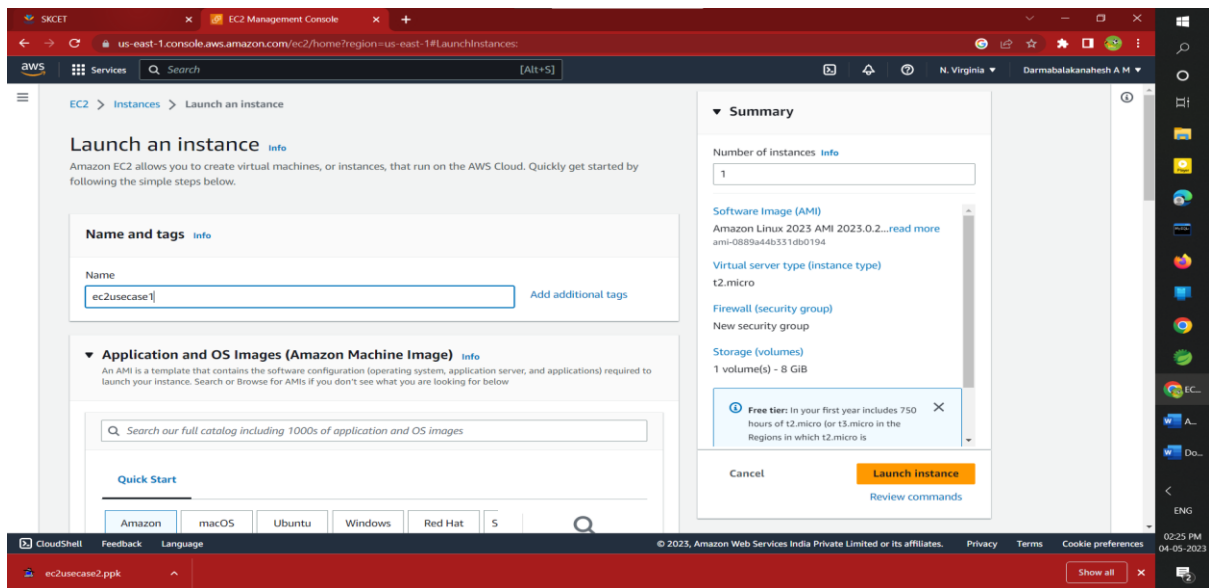 SKCET
EC2 Management Console
us-east-1.console.aws.amazon.com/ec2/home?region=us-east-1#LaunchInstances:
aws
Services
Search
[Alt+S]
N. Virginia
Darmabalakanahesh A M
EC2 > Instances > Launch an instance
Launch an instance Info
Amazon EC2 allows you to create virtual machines, or instances, that run on the AWS Cloud. Quickly get started by
following the simple steps below.
Name and tags Info
Name
ec2usecase1
Add additional tags
Application and OS Images (Amazon Machine Image) Info
An AMI is a template that contains the software configuration (operating system, application server, and applications) required to
launch your instance. Search or Browse for AMIs if you don't see what you are looking for below
Search our full catalog including 1000s of application and OS images
Quick Start
Amazon
macOS
Ubuntu
Windows
Red Hat
S
Summary
Number of instances Info
1
Software Image (AMI)
Amazon Linux 2023 AMI 2023.0.2...read more
ami-0889a44b331db0194
Virtual server type (instance type)
t2.micro
Firewall (security group)
New security group
Storage (volumes)
1 volume(s) - 8 GiB
Free tier: In your first year includes 750
hours of t2.micro (or t3.micro in the
Regions in which t2.micro is
Cancel
Launch instance
Review commands
CloudShell
Feedback
Language
© 2023, Amazon Web Services India Private Limited or its affiliates.
Privacy
Terms
Cookie preferences
ec2usecase2.ppk
Show all
EC...
A...
Do...
ENG
02:25 PM
04-05-2023